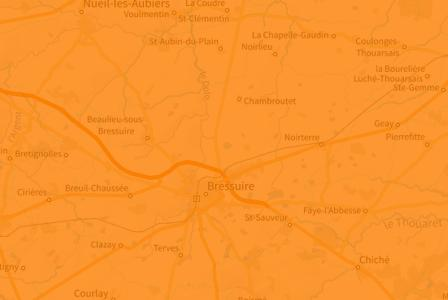 Nueil-les-Aubiers
La Coudre
Voulmentin
St-Clémentin
St-Aubin-du-Plain
La Chapelle-Gaudin
Noirlieu
Coulonges-
Thouarsais
la Bourelière
Luché-Thouarsais
Ste-Gemme
Chambroutet
l'Argent
Beaulieu-sous-
Bressuire
Geay
Noirterre
Pierrefitte
Bretignolles
Bressuire
Cirières
Breuil-Chaussée
St-Sauveur
Faye-l'Abbesse
le Thouaret
Clazay
Terves
Chiché
Courlay